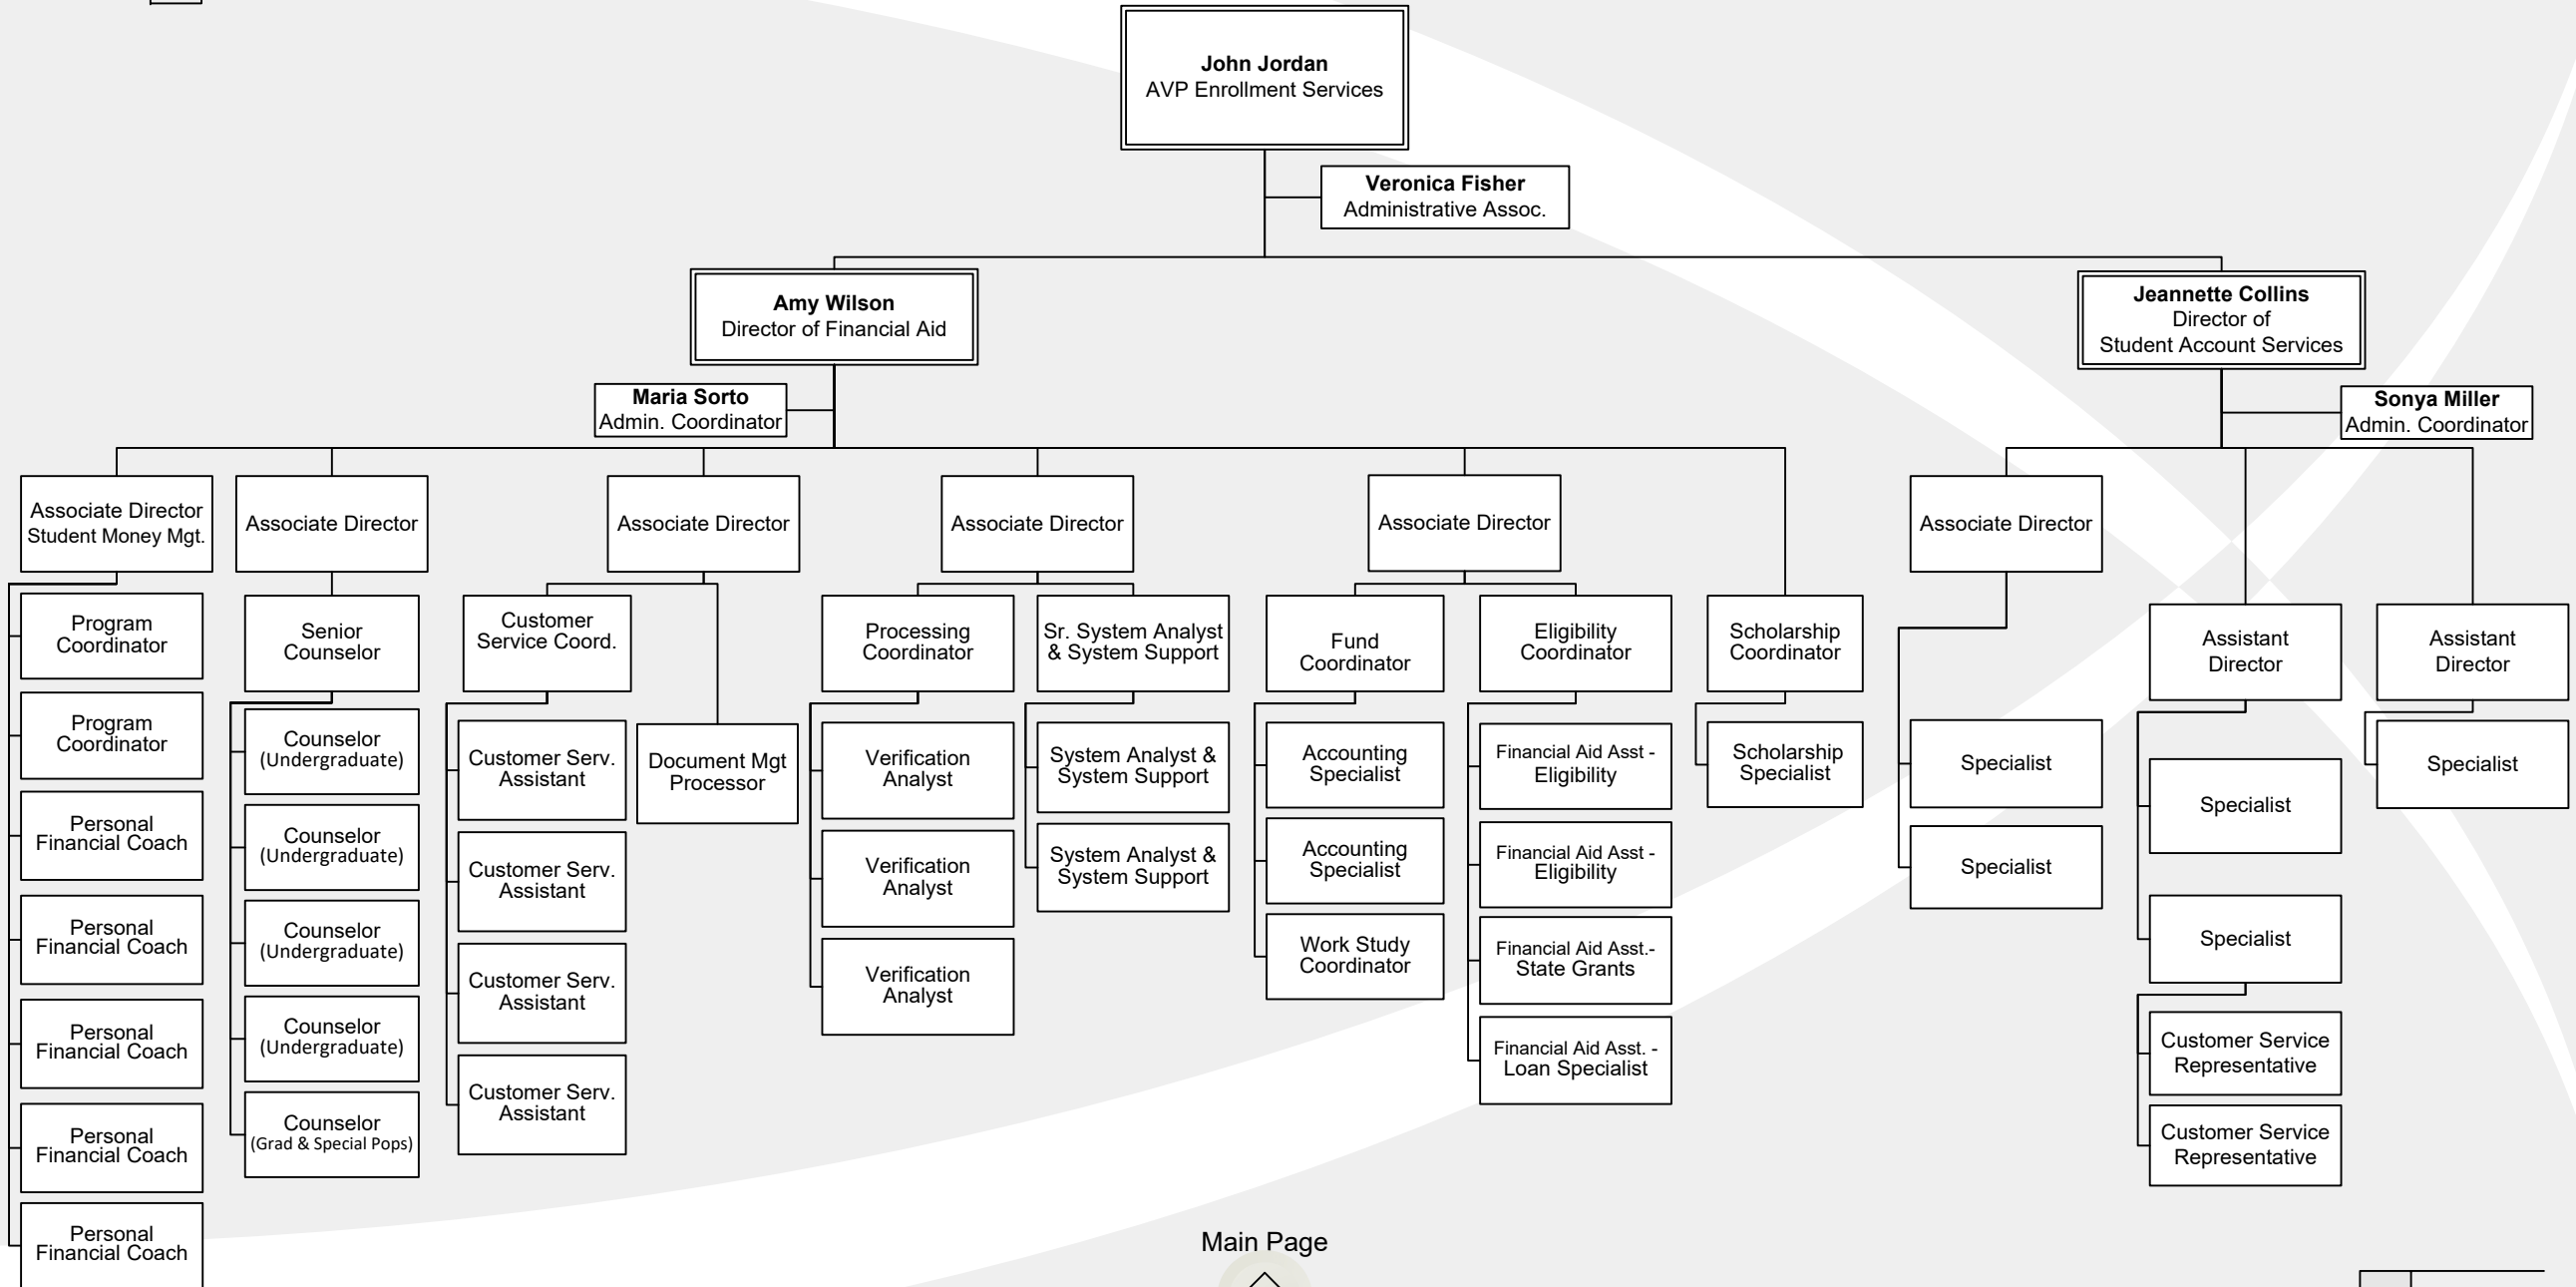 John Jordan
AVP Enrollment Services
Veronica Fisher
Administrative Assoc.
Amy Wilson
Director of Financial Aid
Jeannette Collins
Director of
Student Account Services
Maria Sorto
Admin. Coordinator
Sonya Miller
Admin. Coordinator
Associate Director
Student Money Mgt.
Associate Director
Associate Director
Associate Director
Associate Director
Associate Director
Program
Coordinator
Program
Coordinator
Personal
Financial Coach
Personal
Financial Coach
Personal
Financial Coach
Personal
Financial Coach
Personal
Financial Coach
Senior
Counselor
Counselor
(Undergraduate)
Counselor
(Undergraduate)
Counselor
(Undergraduate)
Counselor
(Undergraduate)
Counselor
(Grad & Special Pops)
Customer
Service Coord.
Customer Serv.
Assistant
Customer Serv.
Assistant
Customer Serv.
Assistant
Customer Serv.
Assistant
Document Mgt
Processor
Processing
Coordinator
Verification
Analyst
Verification
Analyst
Verification
Analyst
Sr. System Analyst
& System Support
System Analyst &
System Support
System Analyst &
System Support
Fund
Coordinator
Accounting
Specialist
Accounting
Specialist
Work Study
Coordinator
Eligibility
Coordinator
Financial Aid Asst -
Eligibility
Financial Aid Asst -
Eligibility
Financial Aid Asst.-
State Grants
Financial Aid Asst. -
Loan Specialist
Scholarship
Coordinator
Scholarship
Specialist
Specialist
Specialist
Assistant
Director
Specialist
Specialist
Customer Service
Representative
Customer Service
Representative
Assistant
Director
Specialist
Main Page